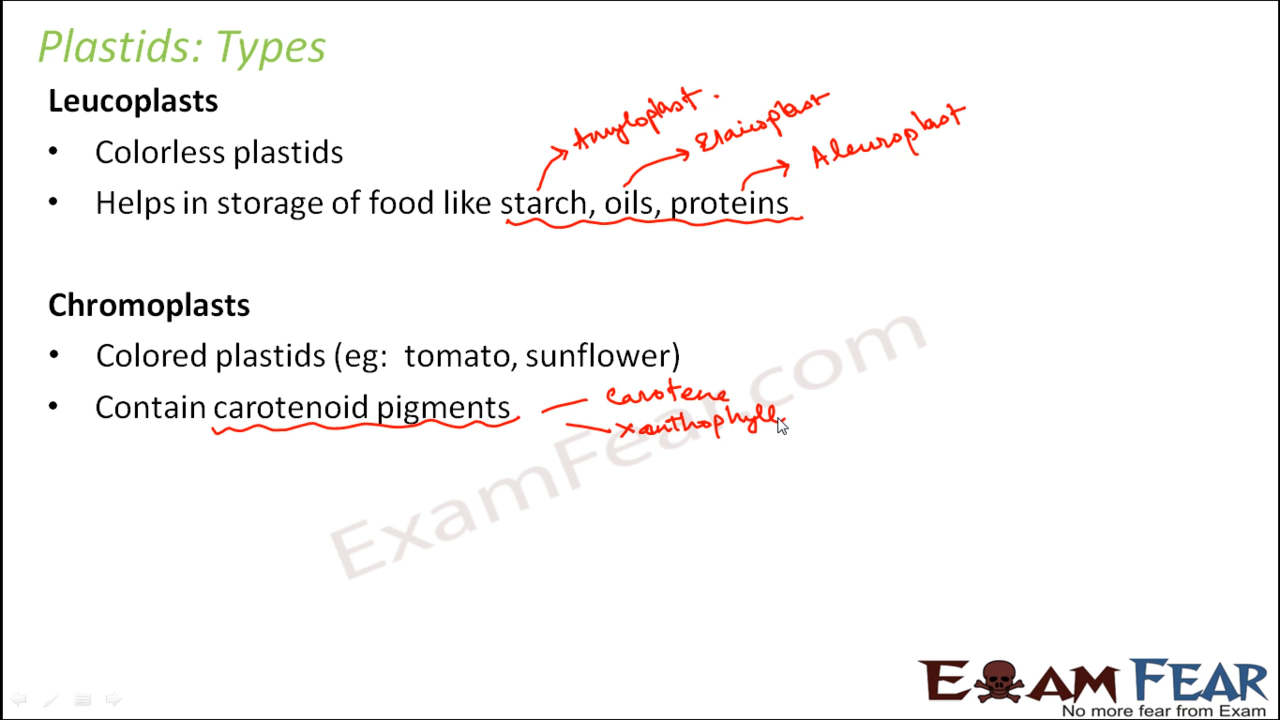 Plastids: Types
Leucoplasts
• Colorless plastids
Amyloplast.
Elaioplast
Aleuroplast
• Helps in storage of food like starch, oils, proteins
Chromoplasts
• Colored plastids (eg: tomato, sunflower)
• Contain carotenoid pigments
carotene
xanthophyll
ExamFear.com
EXAM FEAR
No more fear from Exam